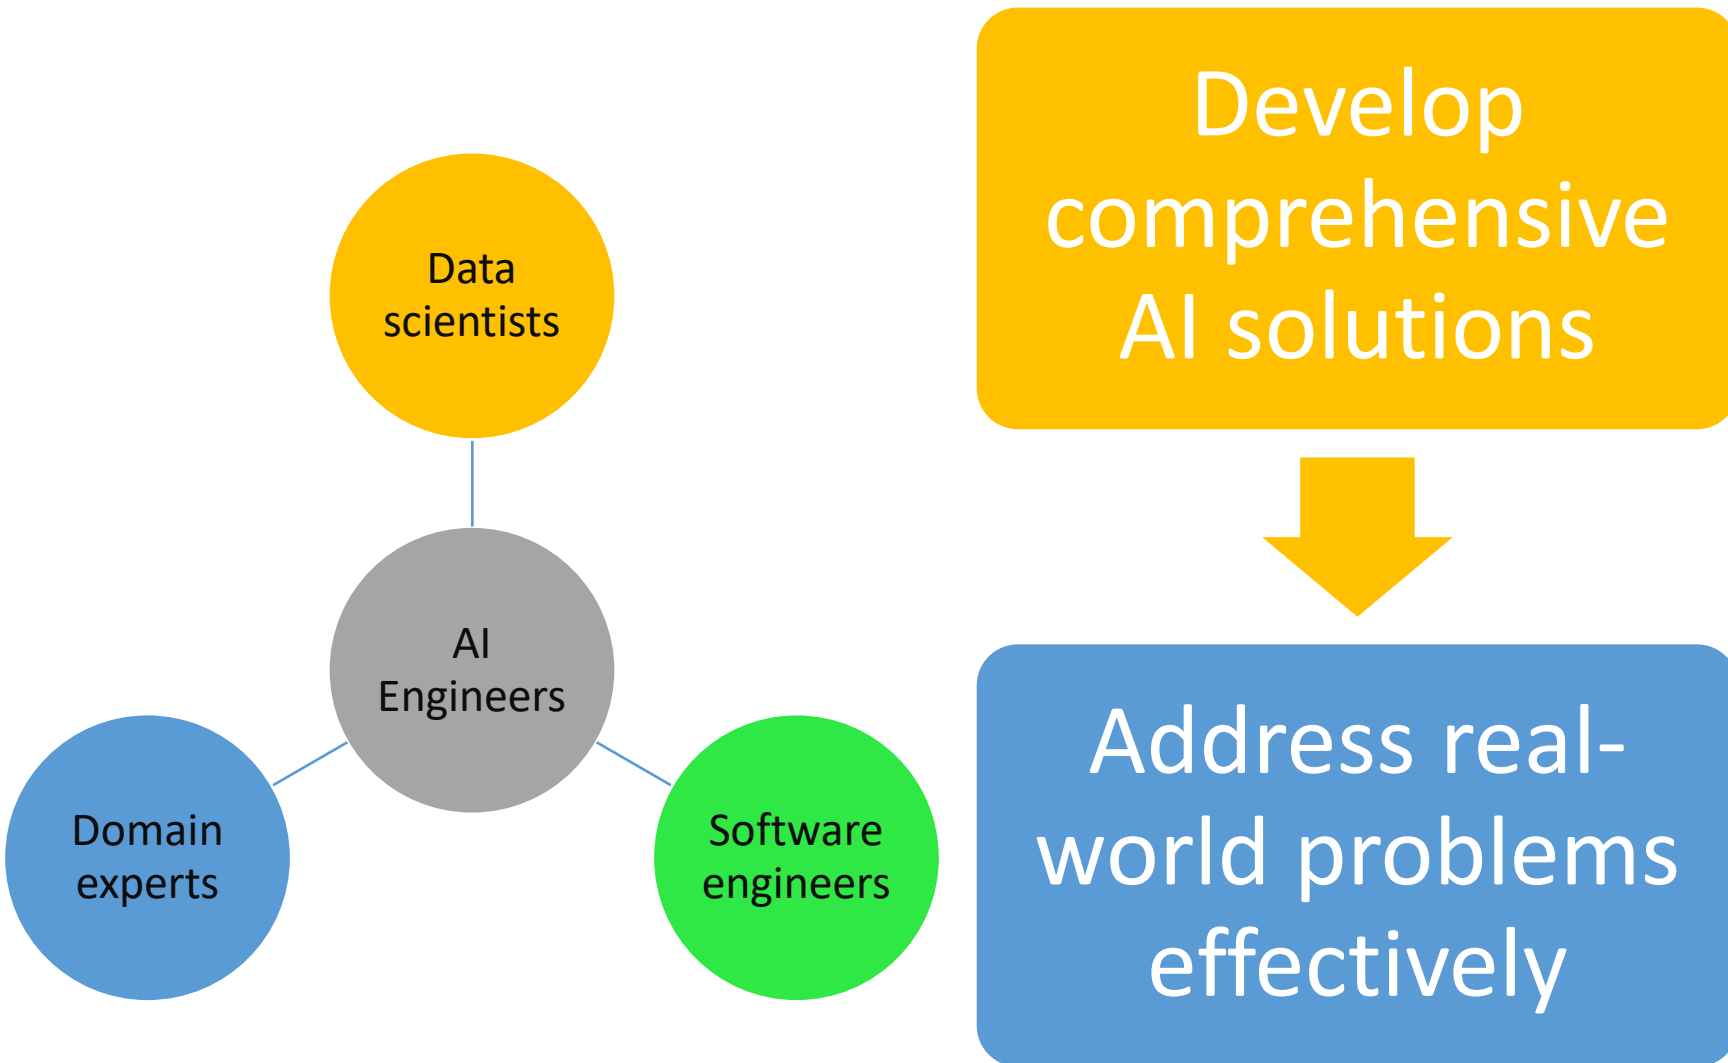 Data
scientists
AI
Engineers
Domain
experts
Software
engineers
Develop
comprehensive
AI solutions
Address real-
world problems
effectively